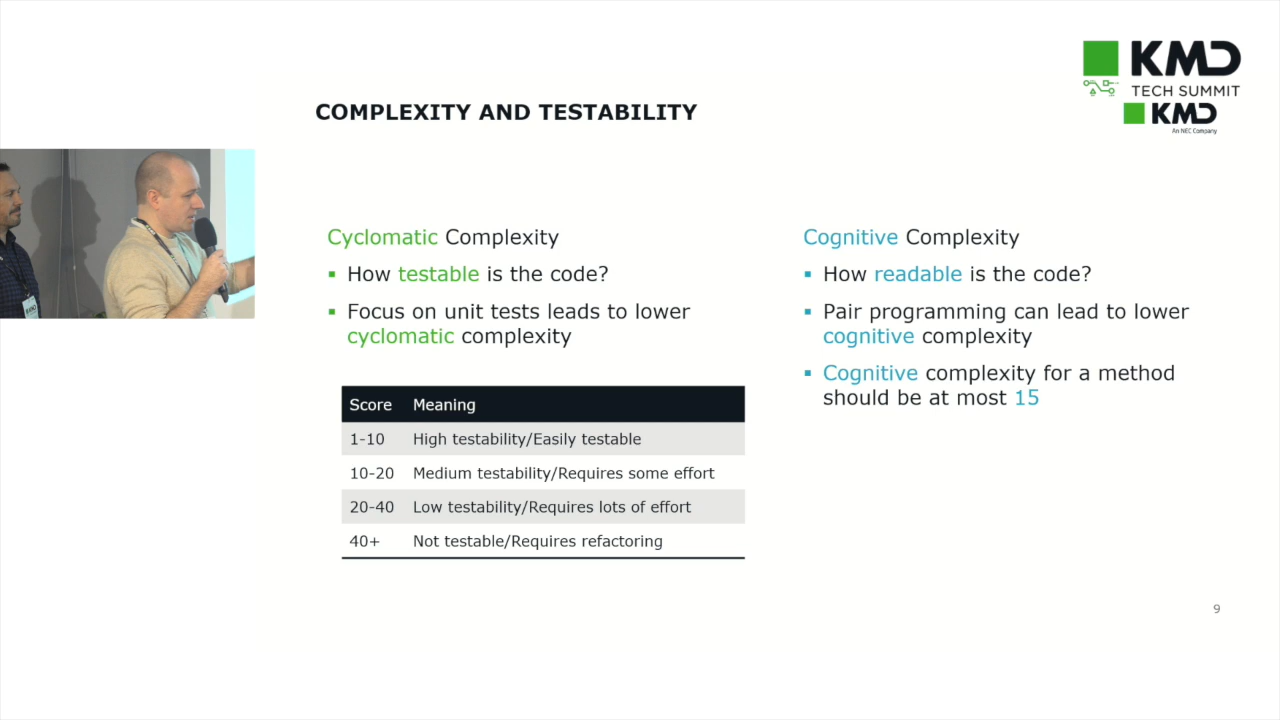 KMD
TECH SUMMIT
KMD
An NEC Company
COMPLEXITY AND TESTABILITY
Cyclomatic Complexity
▪ How testable is the code?
▪ Focus on unit tests leads to lower
cyclomatic complexity
Score Meaning
1-10 High testability/Easily testable
10-20 Medium testability/Requires some effort
20-40 Low testability/Requires lots of effort
40+ Not testable/Requires refactoring
Cognitive Complexity
▪ How readable is the code?
▪ Pair programming can lead to lower
cognitive complexity
▪ Cognitive complexity for a method
should be at most 15
9